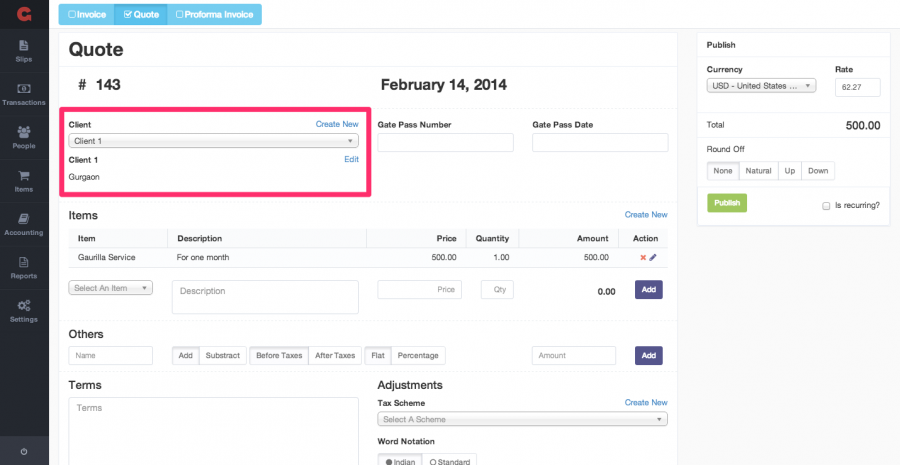 Invoice Quote Proforma Invoice
Slips
Transactions
People
Items
Accounting
Reports
Settings
Quote
# 143 February 14, 2014
Client Create New
Client 1
Client 1 Edit
Gurgaon
Gate Pass Number Gate Pass Date
Items Create New
Item Description Price Quantity Amount Action
Gaurilla Service For one month 500.00 1.00 500.00
Select An Item Description Price Qty 0.00 Add
Others
Name Add Substract Before Taxes After Taxes Flat Percentage Amount Add
Terms
Terms
Adjustments
Tax Scheme Create New
Select A Scheme
Word Notation
Indian Standard
Publish
Currency Rate
USD - United States ... 62.27
Total 500.00
Round Off
None Natural Up Down
Publish Is recurring?